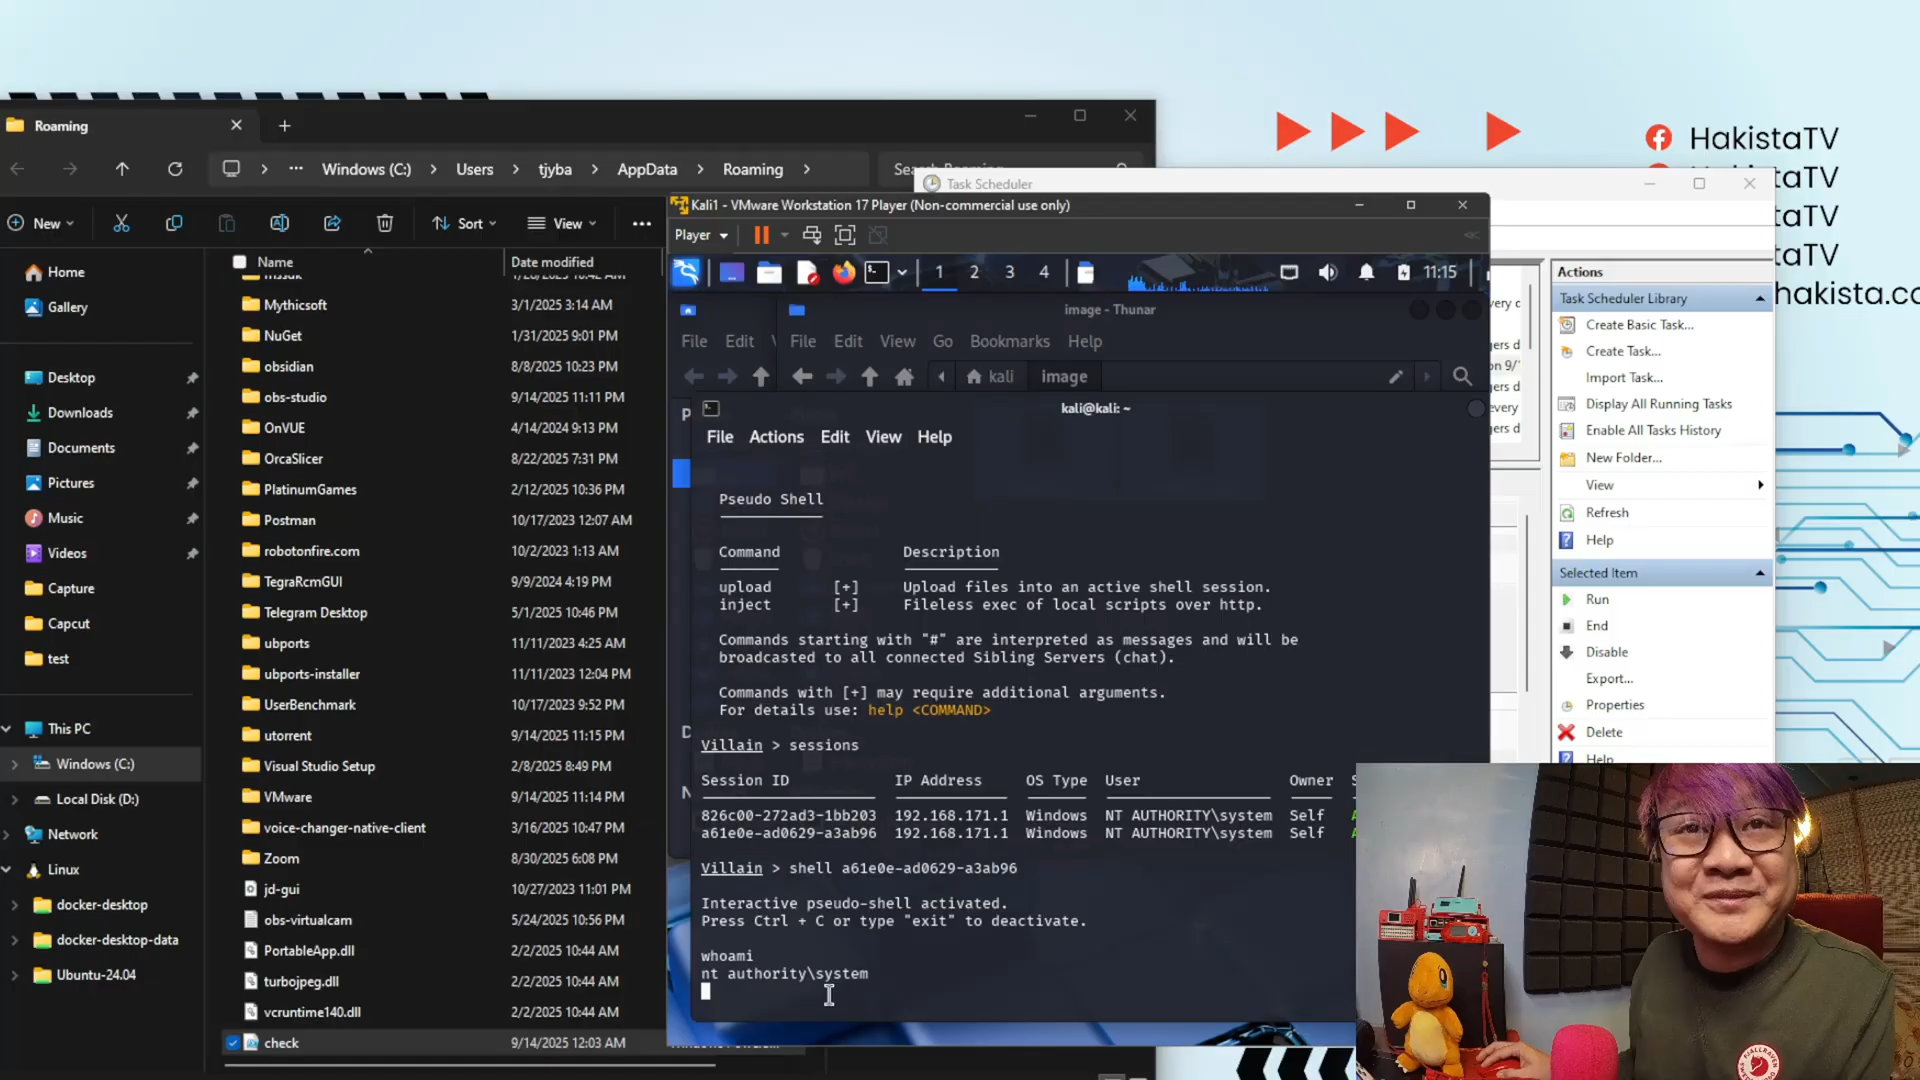 Roaming
Windows (C:)
Users
tjyba
AppData
Roaming
New
Sort
View
Name
Date modified
Home
Gallery
Desktop
Downloads
Documents
Pictures
Music
Videos
Capture
Capcut
test
This PC
Windows (C:)
Local Disk (D:)
Network
Linux
docker-desktop
docker-desktop-data
Ubuntu-24.04
Mythicsoft 3/1/2025 3:14 AM
NuGet 1/31/2025 9:01 PM
obsidian 8/8/2025 10:23 PM
obs-studio 9/14/2025 11:11 PM
OnVUE 4/14/2024 9:13 PM
OrcaSlicer 8/22/2025 7:31 PM
PlatinumGames 2/12/2025 10:36 PM
Postman 10/17/2023 12:07 AM
robotonfire.com 10/2/2023 1:13 AM
TegraRcmGUI 9/9/2024 4:19 PM
Telegram Desktop 5/1/2025 10:46 PM
ubports 11/11/2023 4:25 AM
ubports-installer 11/11/2023 12:04 PM
UserBenchmark 10/17/2023 9:52 PM
utorrent 9/14/2025 11:15 PM
Visual Studio Setup 2/8/2025 8:49 PM
VMware 9/14/2025 11:14 PM
voice-changer-native-client 3/16/2025 10:47 PM
Zoom 8/30/2025 6:08 PM
jd-gui 10/27/2023 11:01 PM
obs-virtualcam 5/24/2025 10:56 PM
PortableApp.dll 2/2/2025 10:44 AM
turbojpeg.dll 2/2/2025 10:44 AM
vcruntime140.dll 2/2/2025 10:44 AM
check 9/14/2025 12:03 AM
Task Scheduler
Kali1 - VMware Workstation 17 Player (Non-commercial use only)
Player
1 2 3 4
11:15
image - Thunar
File Edit
File Edit View Go Bookmarks Help
kali image
kali@kali: ~
File Actions Edit View Help
Pseudo Shell
Command Description
upload [+] Upload files into an active shell session.
inject [+] Fileless exec of local scripts over http.
Commands starting with "#" are interpreted as messages and will be
broadcasted to all connected Sibling Servers (chat).
Commands with [+] may require additional arguments.
For details use: help <COMMAND>
Villain > sessions
Session ID IP Address OS Type User Owner S
826c00-272ad3-1bb203 192.168.171.1 Windows NT AUTHORITY\system Self A
a61e0e-ad0629-a3ab96 192.168.171.1 Windows NT AUTHORITY\system Self A
Villain > shell a61e0e-ad0629-a3ab96
Interactive pseudo-shell activated.
Press Ctrl + C or type "exit" to deactivate.
whoami
nt authority\system
Actions
Task Scheduler Library
Create Basic Task...
Create Task...
Import Task...
Display All Running Tasks
Enable All Tasks History
New Folder...
View
Refresh
Help
Selected Item
Run
End
Disable
Export...
Properties
Delete
Help
HakistaTV
taTV
taTV
taTV
hakista.co